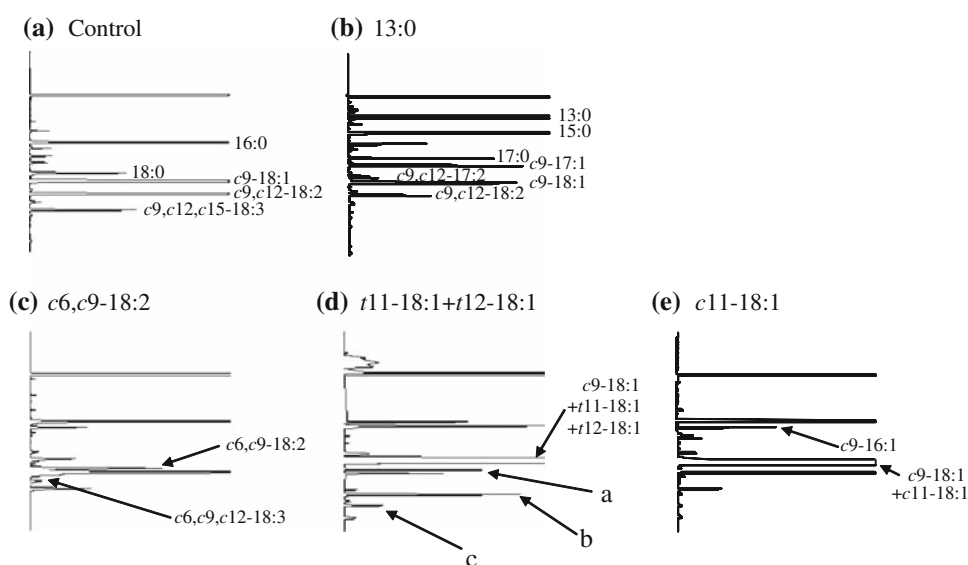 (a) Control
16:0
18:0
c9-18:1
c9,c12-18:2
c9,c12,c15-18:3
(b) 13:0
13:0
15:0
17:0
c9-17:1
c9,c12-17:2
c9-18:1
c9,c12-18:2
(c) c6,c9-18:2
c6,c9-18:2
c6,c9,c12-18:3
(d) t11-18:1+t12-18:1
c9-18:1
+t11-18:1
+t12-18:1
a
b
c
(e) c11-18:1
c9-16:1
c9-18:1
+c11-18:1